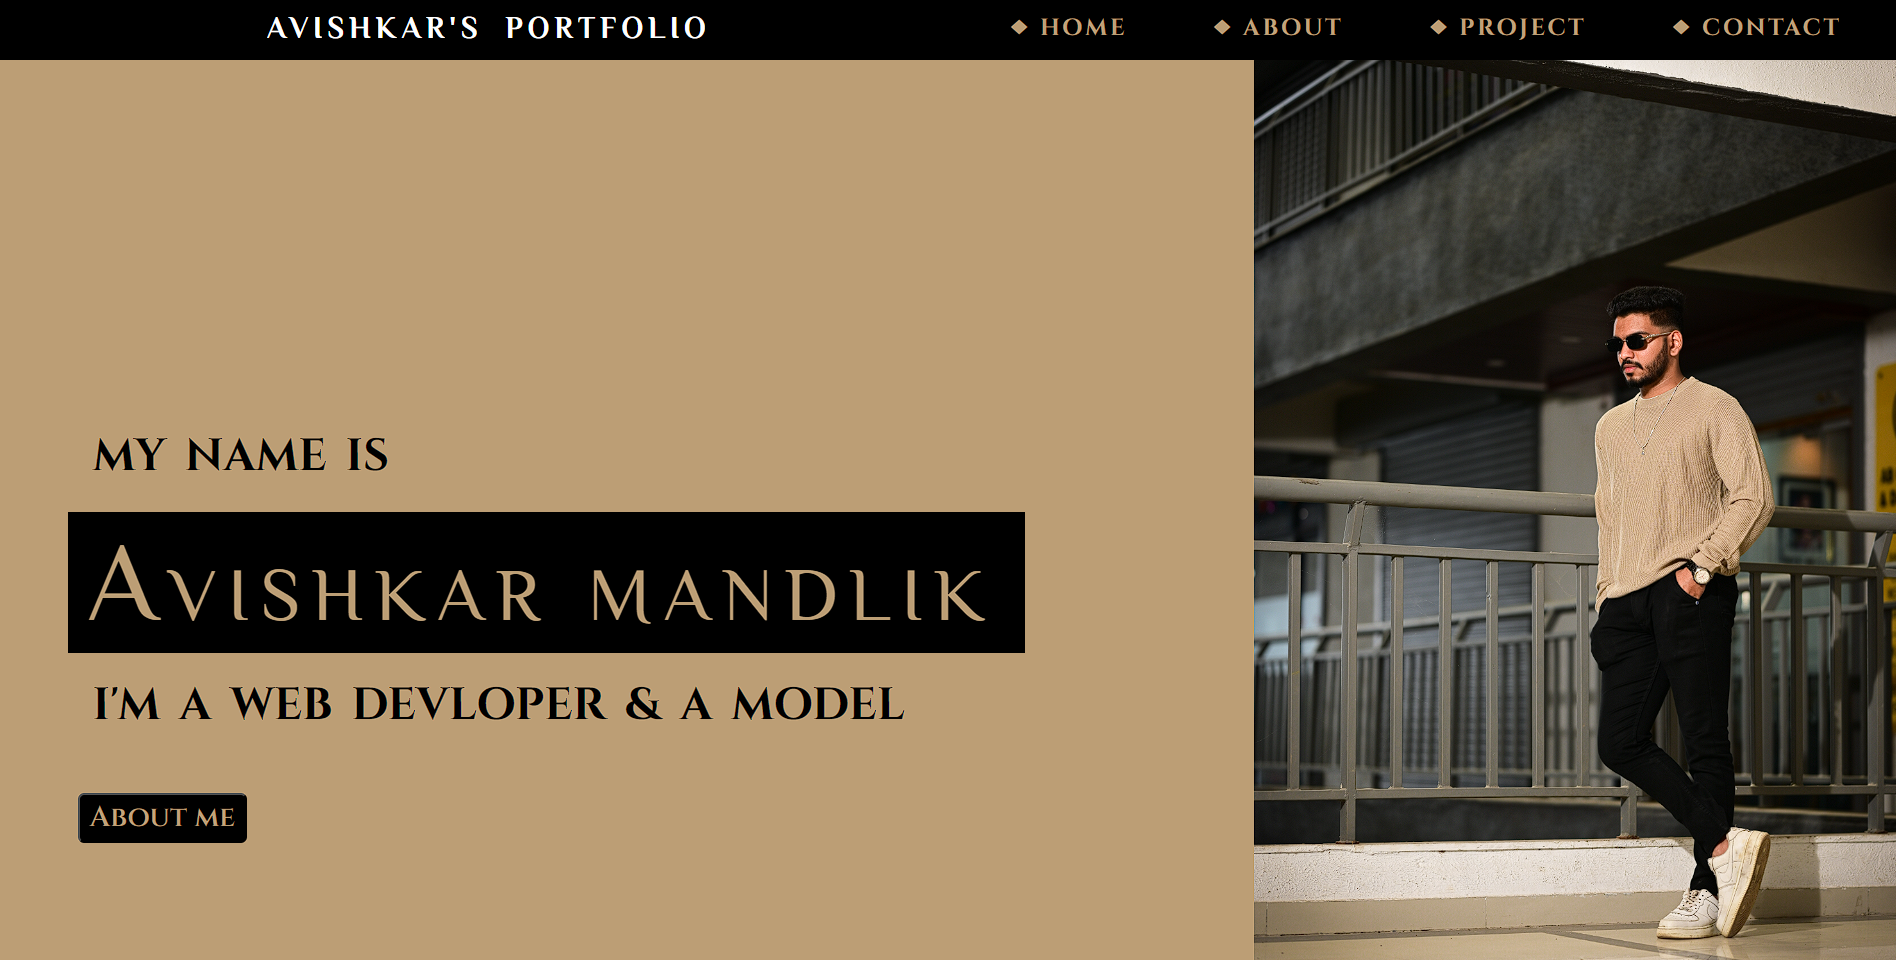 AVISHKAR'S PORTFOLIO
◆ HOME ◆ ABOUT ◆ PROJECT ◆ CONTACT
MY NAME IS
AVISHKAR MANDLIK
I'M A WEB DEVLOPER & A MODEL
ABOUT ME